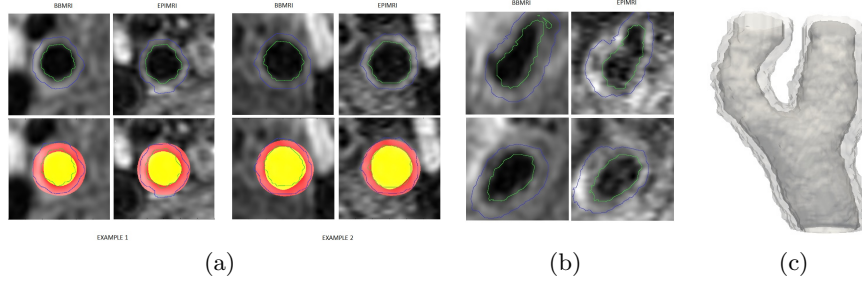 BBMRI EPIMRI BBMRI EPIMRI BBMRI EPIMRI
EXAMPLE 1 EXAMPLE 2
(a) (b) (c)